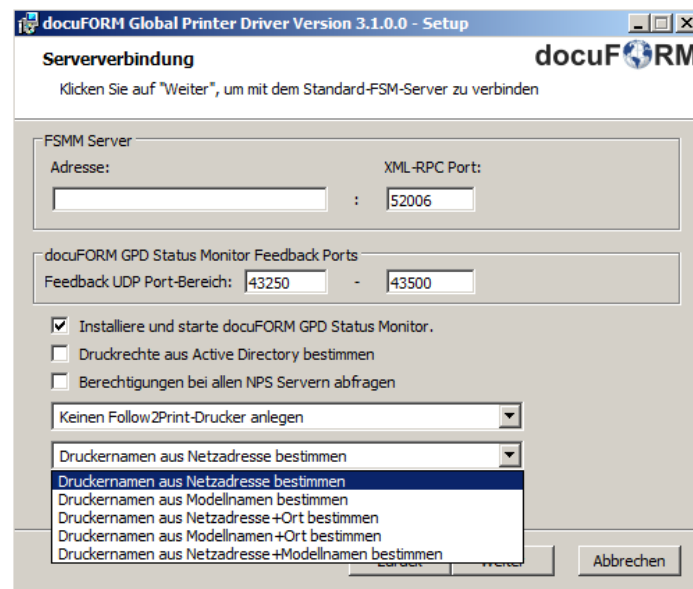 docuFORM Global Printer Driver Version 3.1.0.0 - Setup
Serververbindung
docuFORM
Klicken Sie auf "Weiter", um mit dem Standard-FSM-Server zu verbinden
FSMM Server
Adresse: XML-RPC Port:
: 52006
docuFORM GPD Status Monitor Feedback Ports
Feedback UDP Port-Bereich: 43250 - 43500
Installiere und starte docuFORM GPD Status Monitor.
Druckrechte aus Active Directory bestimmen
Berechtigungen bei allen NPS Servern abfragen
Keinen Follow2Print-Drucker anlegen
Druckernamen aus Netzadresse bestimmen
Druckernamen aus Netzadresse bestimmen
Druckernamen aus Modellnamen bestimmen
Druckernamen aus Netzadresse+Ort bestimmen
Druckernamen aus Modellnamen+Ort bestimmen
Druckernamen aus Netzadresse+Modellnamen bestimmen
Abbrechen